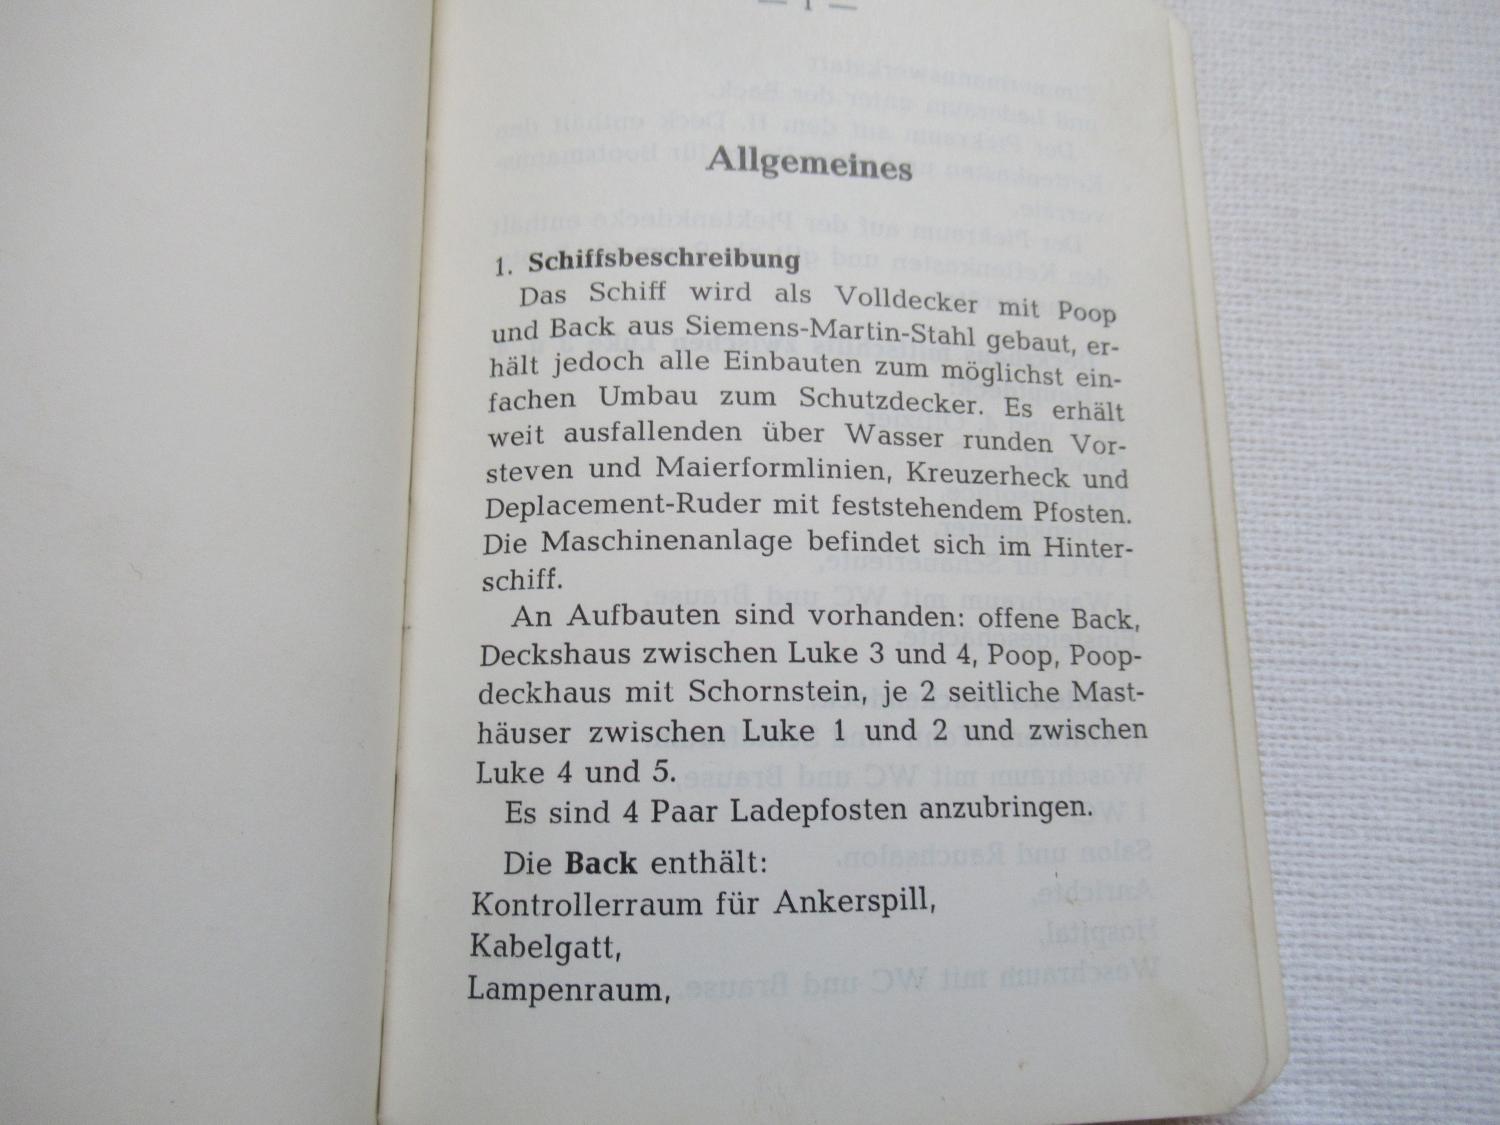 — 1 —
Allgemeines
1. Schiffsbeschreibung
Das Schiff wird als Volldecker mit Poop
und Back aus Siemens-Martin-Stahl gebaut, er-
hält jedoch alle Einbauten zum möglichst ein-
fachen Umbau zum Schutzdecker. Es erhält
weit ausfallenden über Wasser runden Vor-
steven und Maierformlinien, Kreuzerheck und
Deplacement-Ruder mit feststehendem Pfosten.
Die Maschinenanlage befindet sich im Hinter-
schiff.
An Aufbauten sind vorhanden: offene Back,
Deckshaus zwischen Luke 3 und 4, Poop, Poop-
deckhaus mit Schornstein, je 2 seitliche Mast-
häuser zwischen Luke 1 und 2 und zwischen
Luke 4 und 5.
Es sind 4 Paar Ladepfosten anzubringen.
Die Back enthält:
Kontrollerraum für Ankerspill,
Kabelgatt,
Lampenraum,